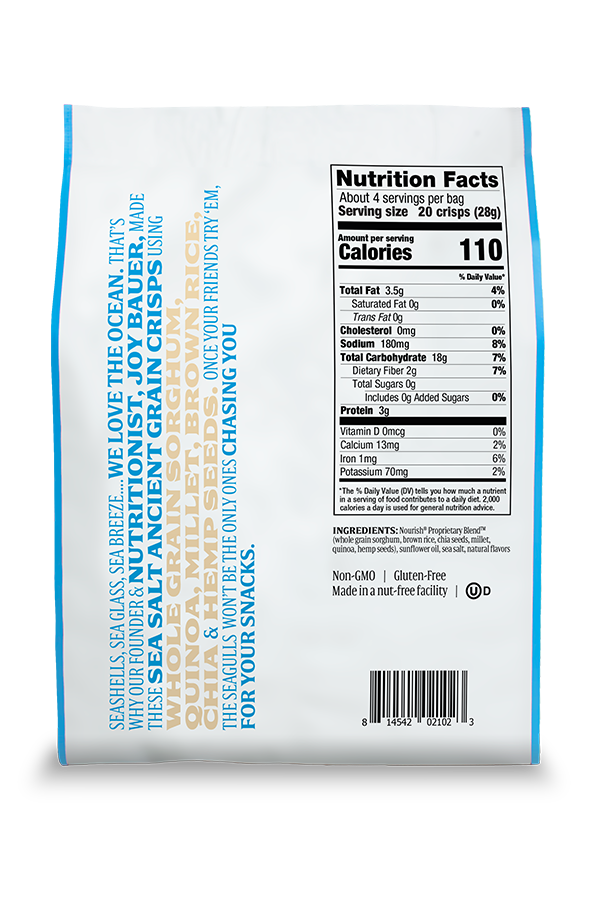 SEASHELLS, SEA GLASS, SEA BREEZE.... WE LOVE THE OCEAN. THAT'S
WHY OUR FOUNDER & NUTRITIONIST, JOY BAUER, MADE
THESE SEA SALT ANCIENT GRAIN CRISPS USING
WHOLE GRAIN SORGHUM,
QUINOA, MILLET, BROWN RICE,
CHIA & HEMP SEEDS. ONCE YOUR FRIENDS TRY 'EM,
THE SEAGULLS WON'T BE THE ONLY ONES CHASING YOU
FOR YOUR SNACKS.
Nutrition Facts
About 4 servings per bag
Serving size 20 crisps (28g)
Amount per serving
Calories 110
% Daily Value*
Total Fat 3.5g 4%
Saturated Fat 0g 0%
Trans Fat 0g
Cholesterol 0mg 0%
Sodium 180mg 8%
Total Carbohydrate 18g 7%
Dietary Fiber 2g 7%
Total Sugars 0g
Includes 0g Added Sugars 0%
Protein 3g
Vitamin D 0mcg 0%
Calcium 13mg 2%
Iron 1mg 6%
Potassium 70mg 2%
*The % Daily Value (DV) tells you how much a nutrient
in a serving of food contributes to a daily diet. 2,000
calories a day is used for general nutrition advice.
INGREDIENTS: Nourish® Proprietary Blend™
(whole grain sorghum, brown rice, chia seeds, millet,
quinoa, hemp seeds), sunflower oil, sea salt, natural flavors
Non-GMO | Gluten-Free
Made in a nut-free facility | U D
8 14542 02102 3